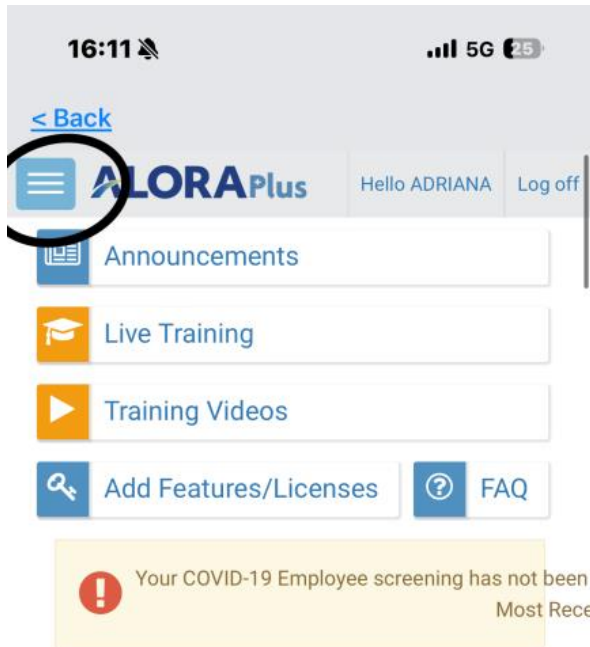 16:11 5G 25
< Back
ALORAPlus Hello ADRIANA Log off
Announcements
Live Training
Training Videos
Add Features/Licenses FAQ
Your COVID-19 Employee screening has not been
Most Rece